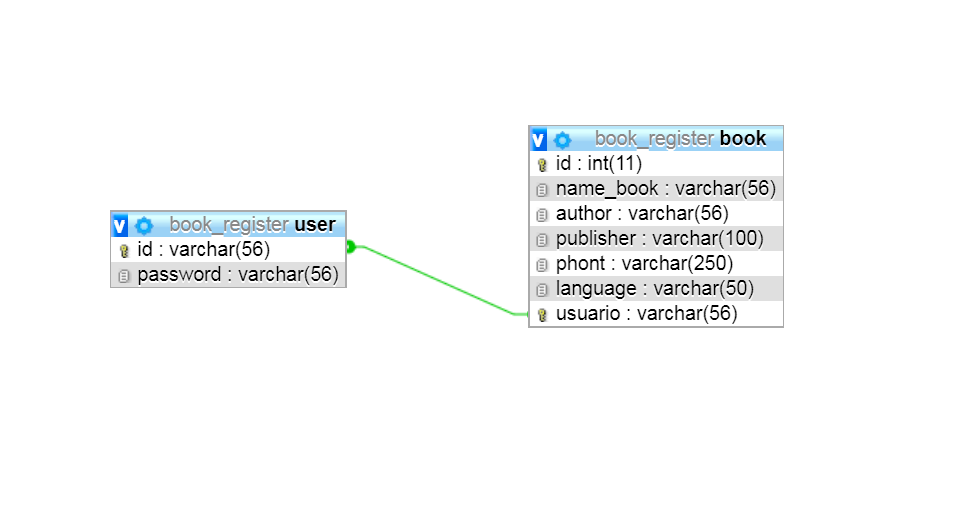 v book_register user
id : varchar(56)
password : varchar(56)
v book_register book
id : int(11)
name_book : varchar(56)
author : varchar(56)
publisher : varchar(100)
phont : varchar(250)
language : varchar(50)
usuario : varchar(56)